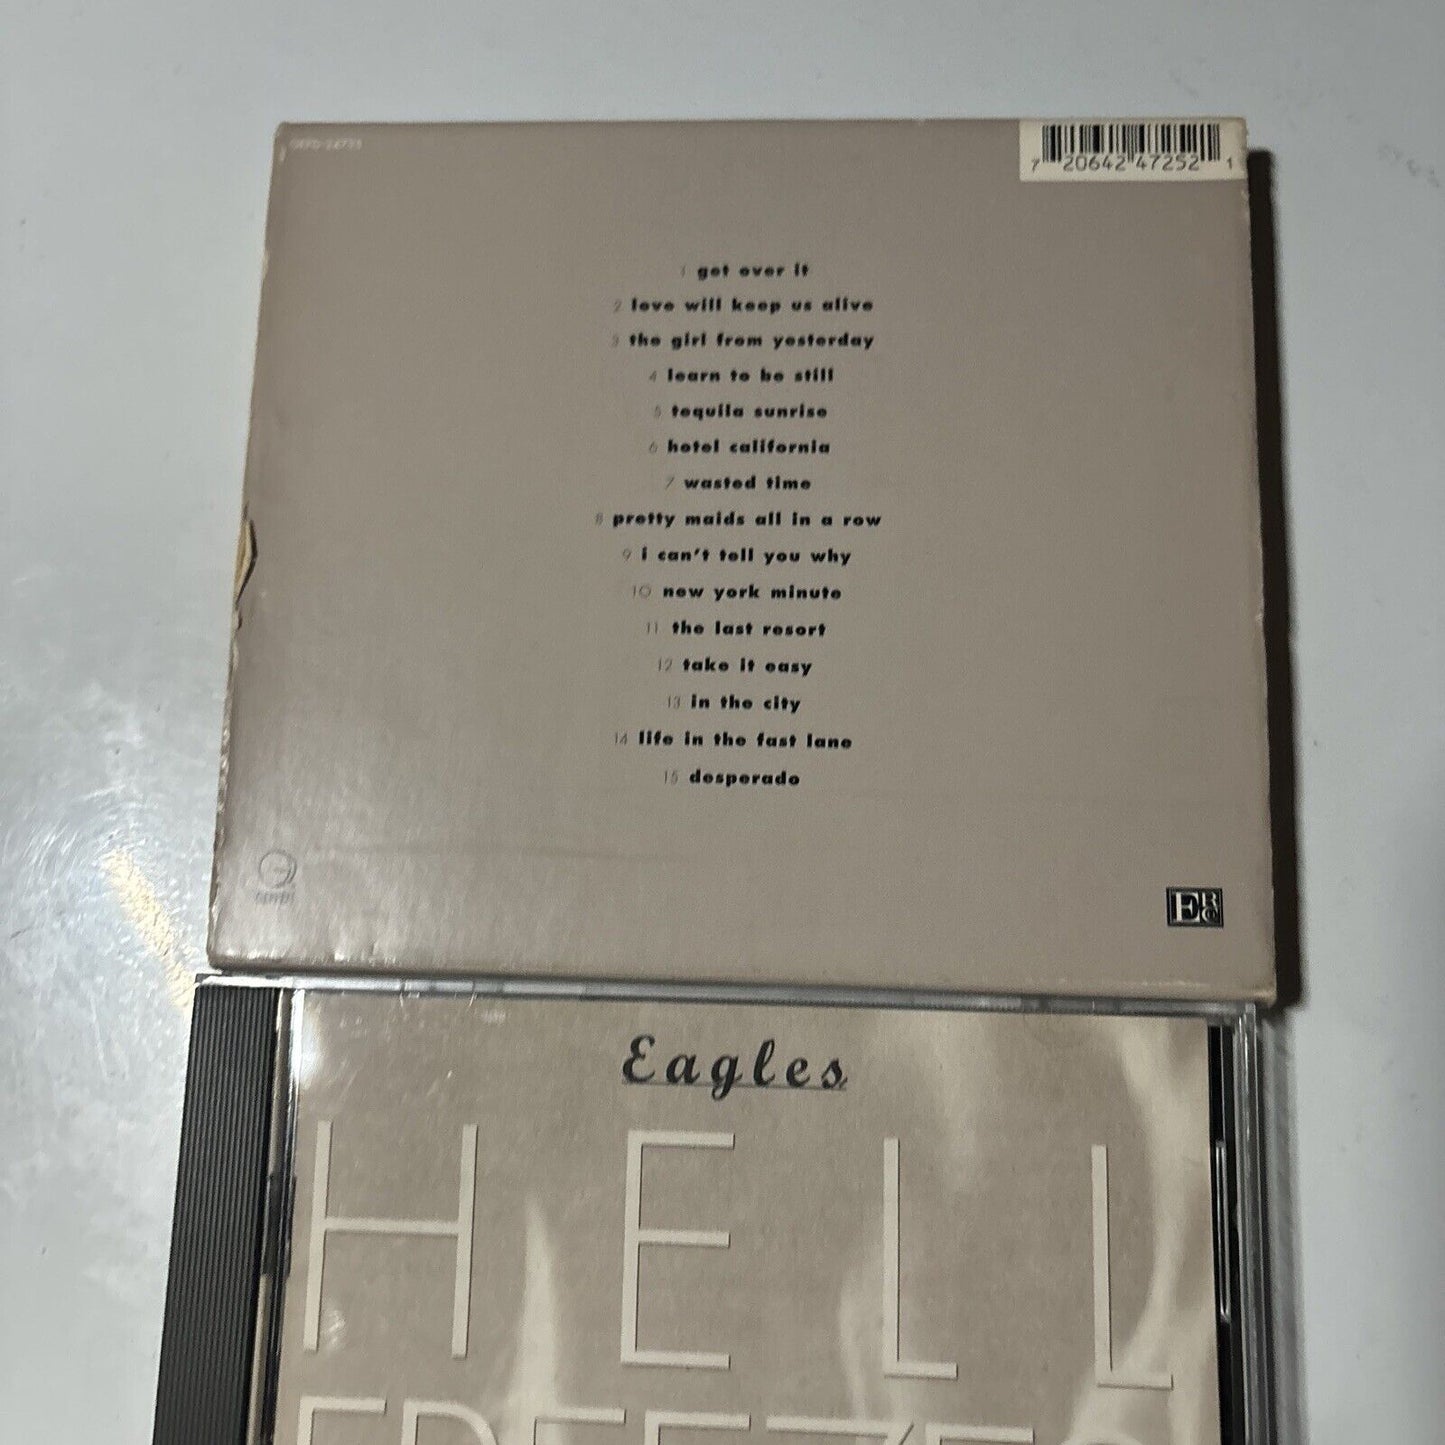 7 20642 47252 1
1 get over it
2 love will keep us alive
3 the girl from yesterday
4 learn to be still
5 tequila sunrise
6 hotel california
7 wasted time
8 pretty maids all in a row
9 i can't tell you why
10 new york minute
11 the last resort
12 take it easy
13 in the city
14 life in the fast lane
15 desperado
ERC
Eagles
HELL